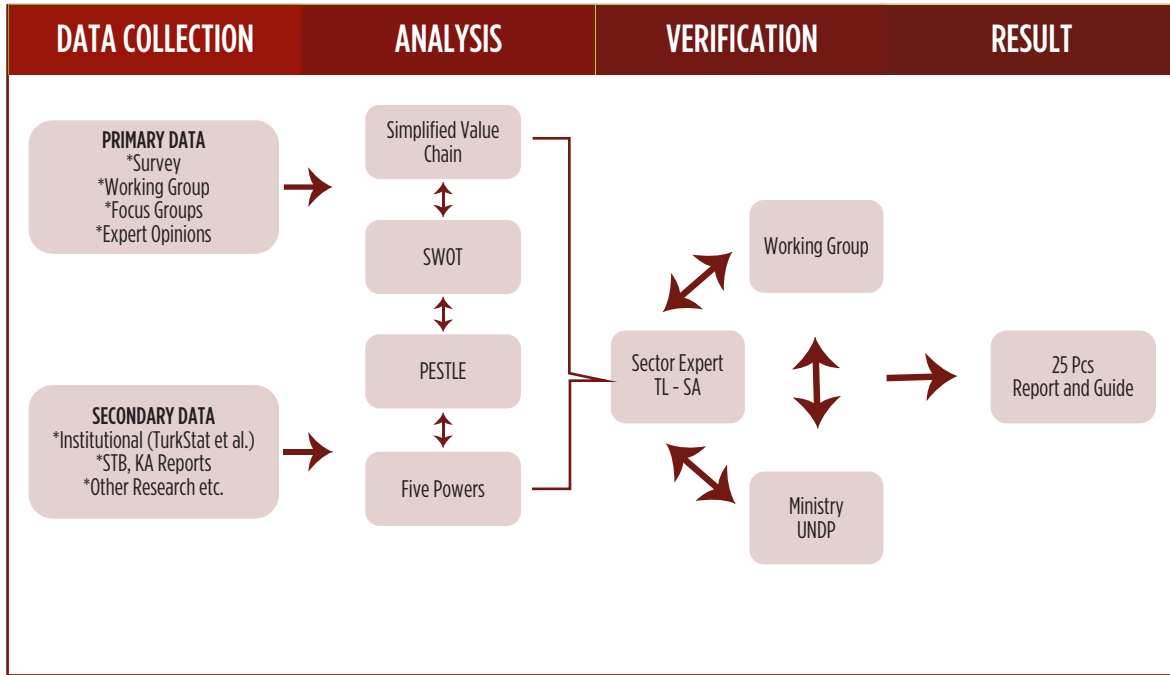 DATA COLLECTION
ANALYSIS
VERIFICATION
RESULT
PRIMARY DATA
*Survey
*Working Group
*Focus Groups
*Expert Opinions
SECONDARY DATA
*Institutional (TurkStat et al.)
*STB, KA Reports
*Other Research etc.
Simplified Value
Chain
SWOT
PESTLE
Five Powers
Sector Expert
TL - SA
Working Group
Ministry
UNDP
25 Pcs
Report and Guide